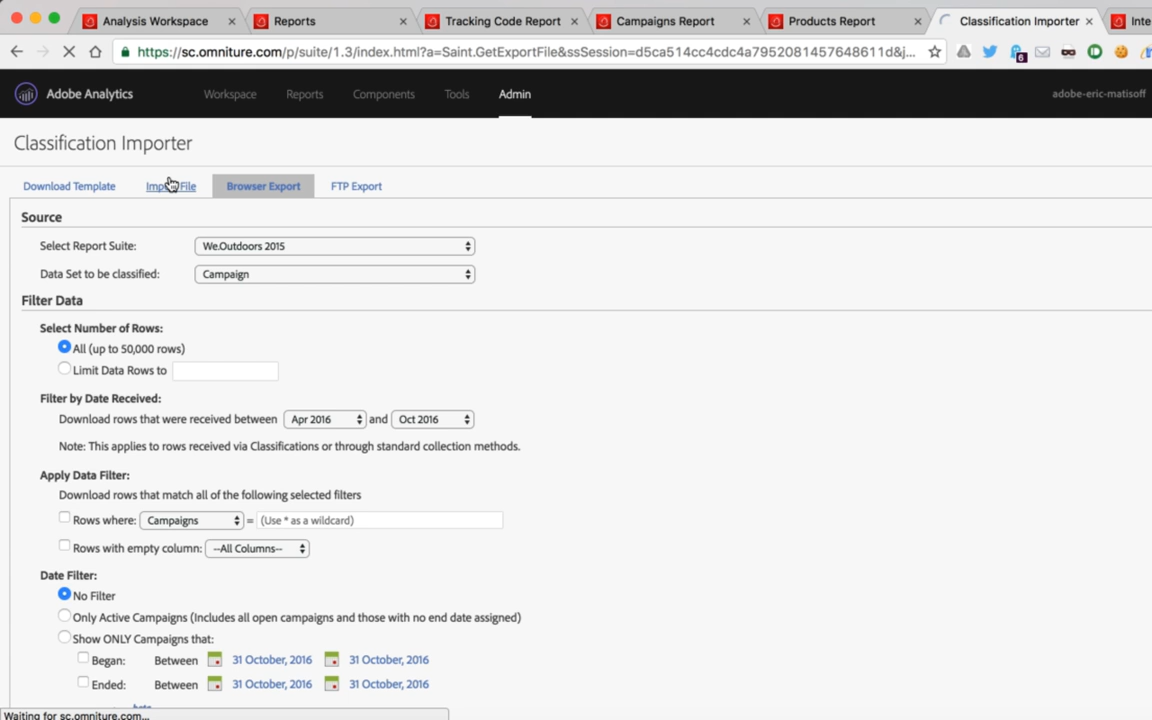 Analysis Workspace × Reports × Tracking Code Report × Campaigns Report × Products Report × Classification Importer × Inte
https://sc.omniture.com/p/suite/1.3/index.html?a=Saint.GetExportFile&ssSession=d5ca514cc4cdc4a7952081457648611d&j... 6
Adobe Analytics Workspace Reports Components Tools Admin adobe-eric-matisoff
Classification Importer
Download Template Import File Browser Export FTP Export
Source
Select Report Suite: We.Outdoors 2015
Data Set to be classified: Campaign
Filter Data
Select Number of Rows:
All (up to 50,000 rows)
Limit Data Rows to
Filter by Date Received:
Download rows that were received between Apr 2016 and Oct 2016
Note: This applies to rows received via Classifications or through standard collection methods.
Apply Data Filter:
Download rows that match all of the following selected filters
Rows where: Campaigns = (Use * as a wildcard)
Rows with empty column: --All Columns--
Date Filter:
No Filter
Only Active Campaigns (Includes all open campaigns and those with no end date assigned)
Show ONLY Campaigns that:
Began: Between 31 October, 2016 31 October, 2016
Ended: Between 31 October, 2016 31 October, 2016
Waiting for sc.omniture.com...